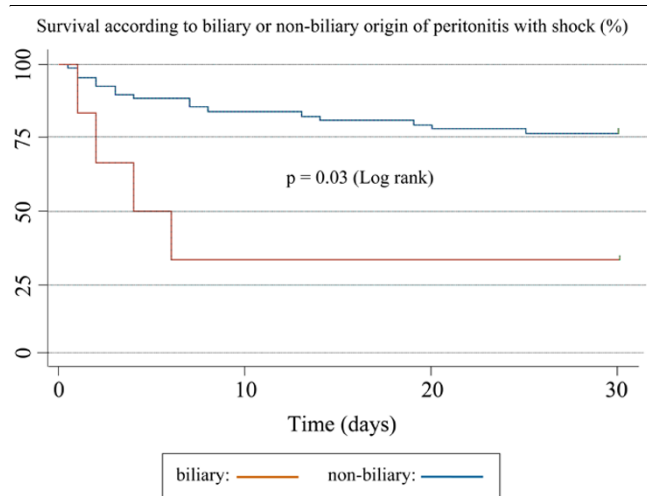 Survival according to biliary or non-biliary origin of peritonitis with shock (%)
100
75
p = 0.03 (Log rank)
50
25
0
0 10 20 30
Time (days)
biliary: non-biliary: